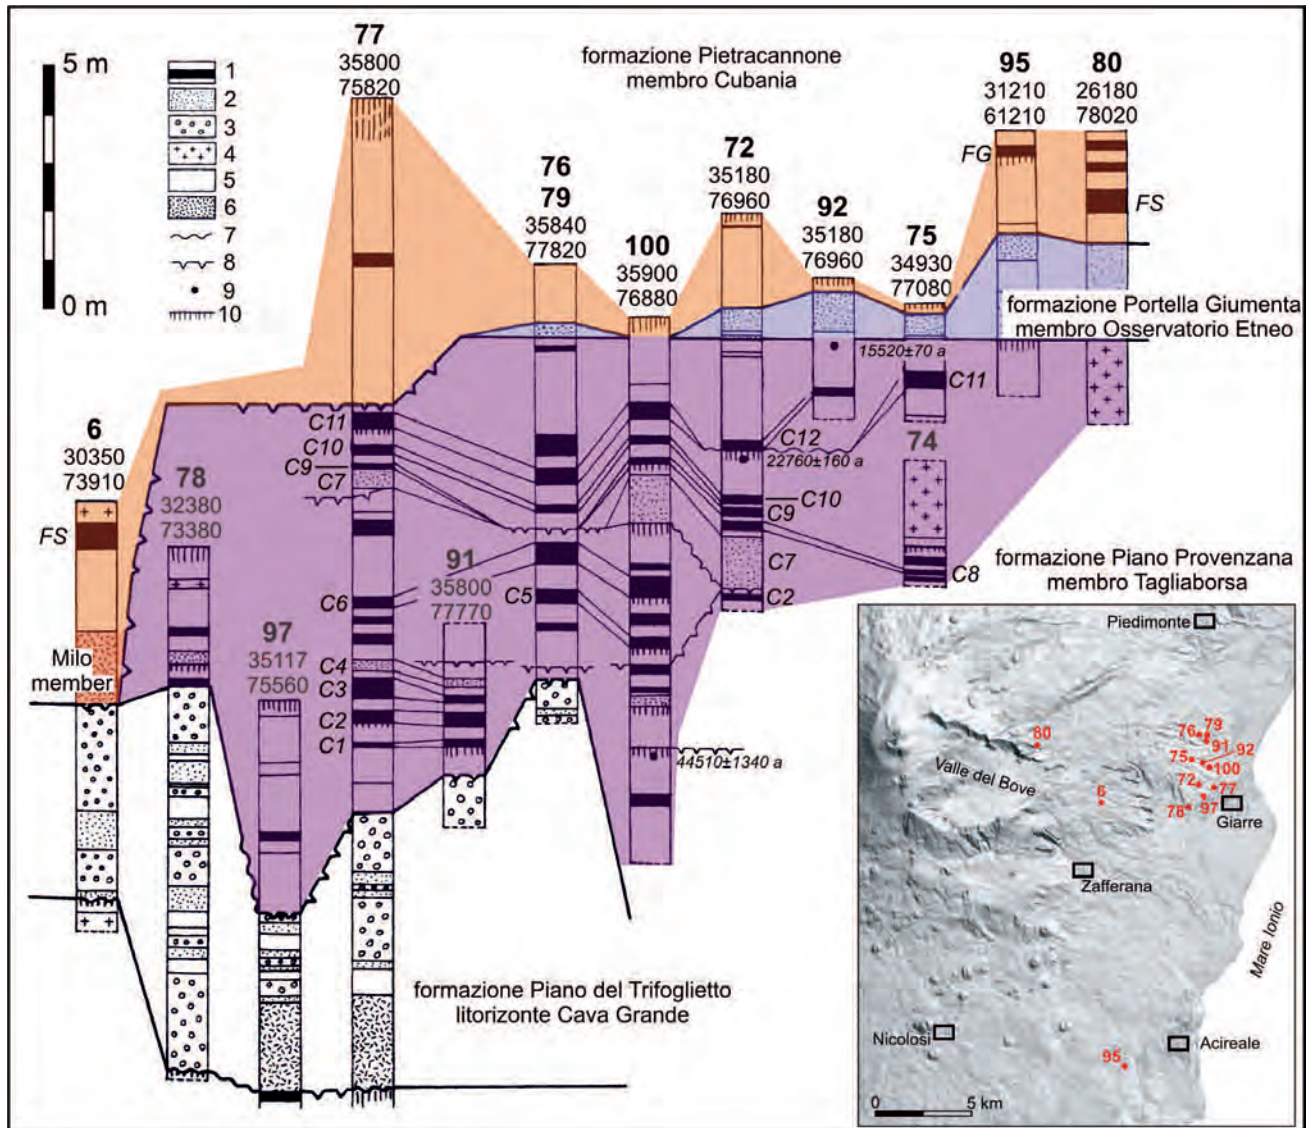 5 m
0 m
1
2
3
4
5
6
7
8
9
10
77
35800
75820
formazione Pietracannone
membro Cubania
95
31210
61210
80
26180
78020
FG
FS
76
79
35840
77820
100
35900
76880
72
35180
76960
92
35180
76960
75
34930
77080
formazione Portella Giumenta
membro Osservatorio Etneo
15520±70 a
C11
C12
22760±160 a
74
C10
C9
C7
C2
C8
formazione Piano Provenzana
membro Tagliaborsa
6
30350
73910
FS
Milo
member
78
32380
73380
97
35117
75560
C11
C10
C9
C7
C6
C4
C3
C2
C1
91
35800
77770
C5
44510±1340 a
formazione Piano del Trifoglietto
litorizonte Cava Grande
Piedimonte
80
76
79
91
92
75
100
72
77
6
78
97
Valle del Bove
Giarre
Zafferana
Mare Ionio
Nicolosi
Acireale
95
0
5 km